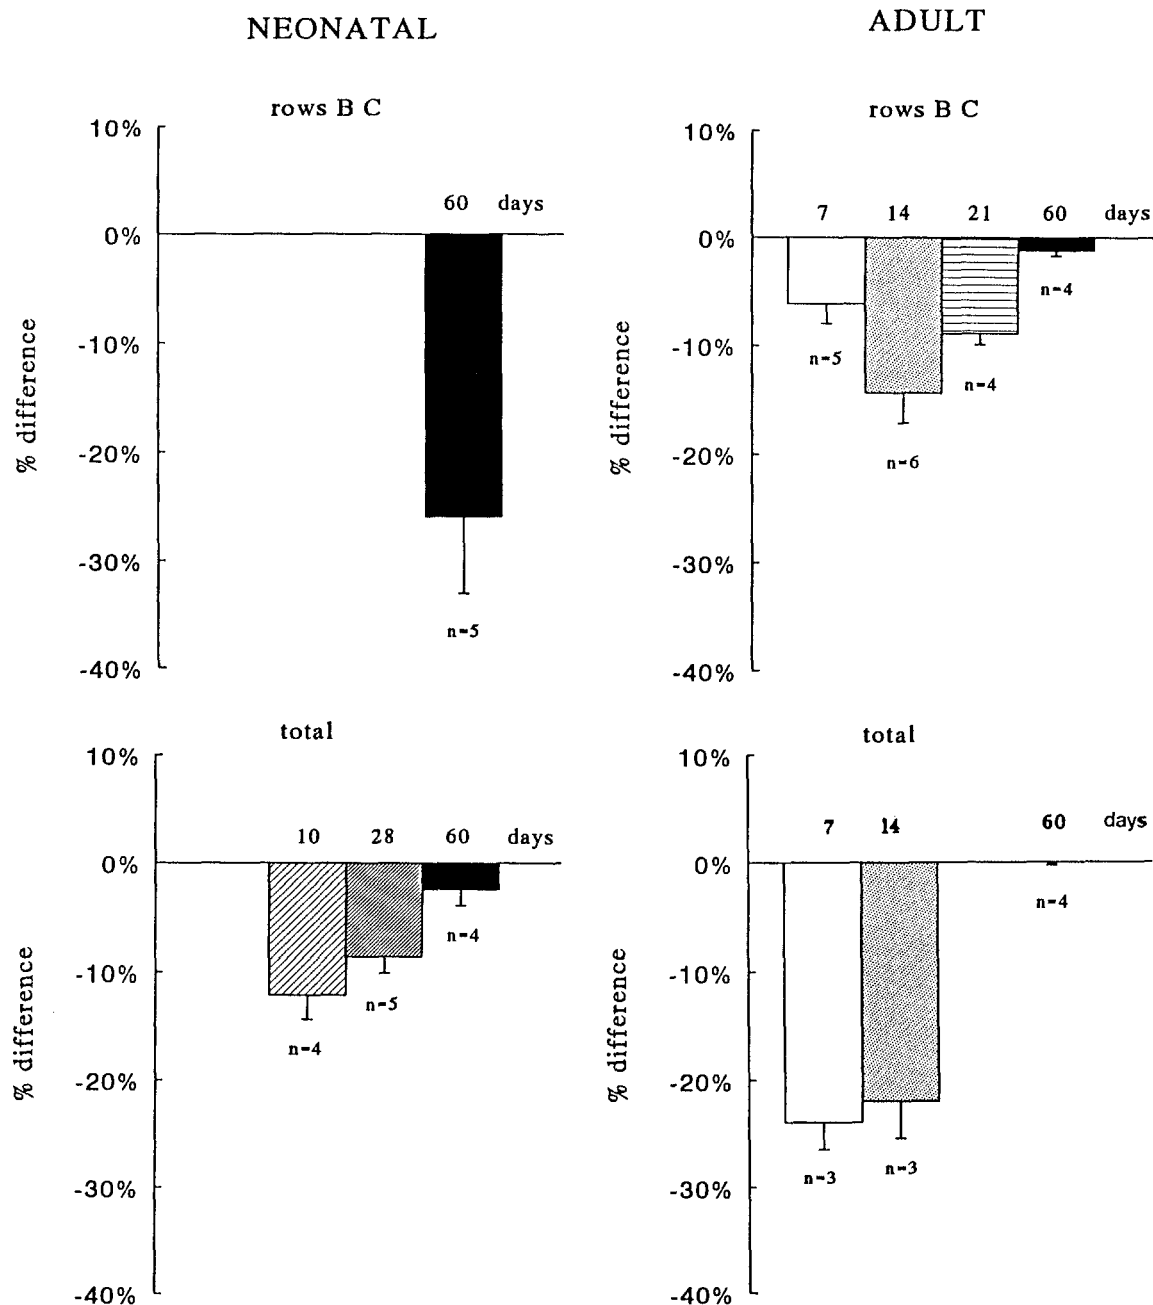 NEONATAL
ADULT
rows B C
10%
60 days
0%
-10%
-20%
-30%
-40%
% difference
n=5
rows B C
10%
7 14 21 60 days
0%
-10%
-20%
-30%
-40%
% difference
n=5
n=6
n=4
n=4
total
10%
10 28 60 days
0%
-10%
-20%
-30%
-40%
% difference
n=4
n=5
n=4
total
10%
7 14 60 days
0%
-10%
-20%
-30%
-40%
% difference
n=3
n=3
n=4